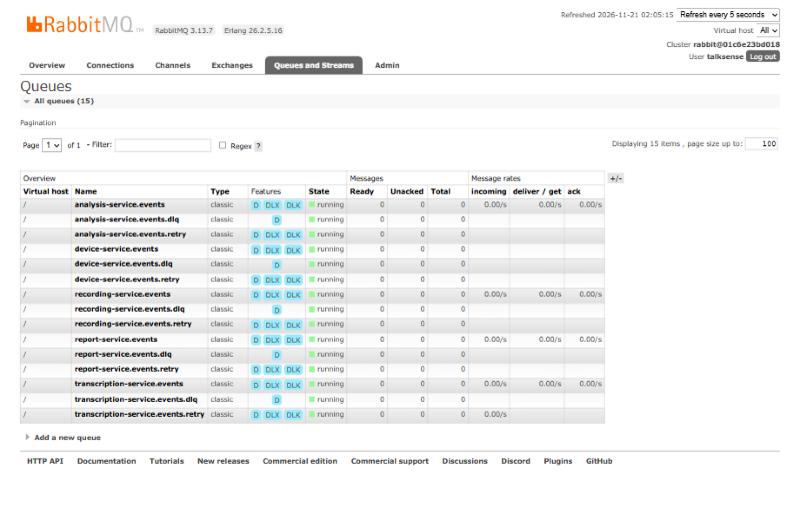 RabbitMQ TM RabbitMQ 3.13.7 Erlang 26.2.5.16
Refreshed 2026-11-21 02:05:15 Refresh every 5 seconds
Virtual host All
Cluster rabbit@01c6e23bd018
User talksense Log out
Overview Connections Channels Exchanges Queues and Streams Admin
Queues
All queues (15)
Pagination
Page 1 of 1 - Filter: Regex ? Displaying 15 items , page size up to: 100
Overview Messages Message rates +/-
Virtual host Name Type Features State Ready Unacked Total incoming deliver / get ack
/ analysis-service.events classic D DLX DLK running 0 0 0 0.00/s 0.00/s 0.00/s
/ analysis-service.events.dlq classic D running 0 0 0
/ analysis-service.events.retry classic D DLX DLK running 0 0 0
/ device-service.events classic D DLX DLK running 0 0 0
/ device-service.events.dlq classic D running 0 0 0
/ device-service.events.retry classic D DLX DLK running 0 0 0
/ recording-service.events classic D DLX DLK running 0 0 0 0.00/s 0.00/s 0.00/s
/ recording-service.events.dlq classic D running 0 0 0
/ recording-service.events.retry classic D DLX DLK running 0 0 0
/ report-service.events classic D DLX DLK running 0 0 0 0.00/s 0.00/s 0.00/s
/ report-service.events.dlq classic D running 0 0 0
/ report-service.events.retry classic D DLX DLK running 0 0 0
/ transcription-service.events classic D DLX DLK running 0 0 0 0.00/s 0.00/s 0.00/s
/ transcription-service.events.dlq classic D running 0 0 0
/ transcription-service.events.retry classic D DLX DLK running 0 0 0 0.00/s
Add a new queue
HTTP API Documentation Tutorials New releases Commercial edition Commercial support Discussions Discord Plugins GitHub